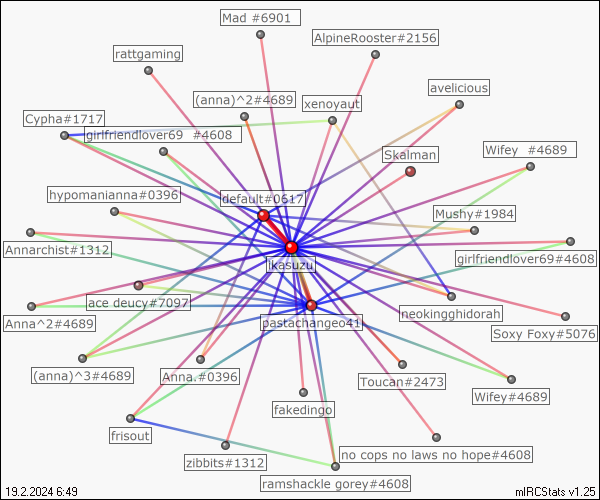 Mad #6901
AlpineRooster#2156
rattgaming
avelicious
(anna)^2#4689
xenoyaut
Cypha#1717
girlfriendlover69 #4608
Skalman
Wifey #4689
hypomanianna#0396
default#0617
Mushy#1984
Annarchist#1312
girlfriendlover69#4608
ikasuzu
ace deucy#7097
neokingghidorah
Anna^2#4689
pastachangeo41
Soxy Foxy#5076
(anna)^3#4689
Anna.#0396
Toucan#2473
Wifey#4689
fakedingo
frisout
no cops no laws no hope#4608
zibbits#1312
ramshackle gorey#4608
19.2.2024 6:49
mIRCStats v1.25